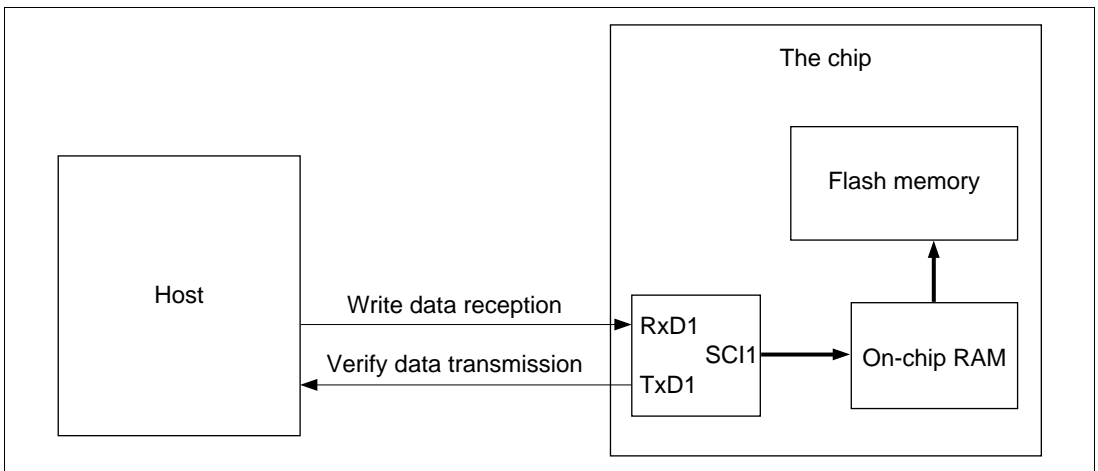 The chip
Flash memory
Host
Write data reception
RxD1
SCI1
On-chip RAM
Verify data transmission
TxD1